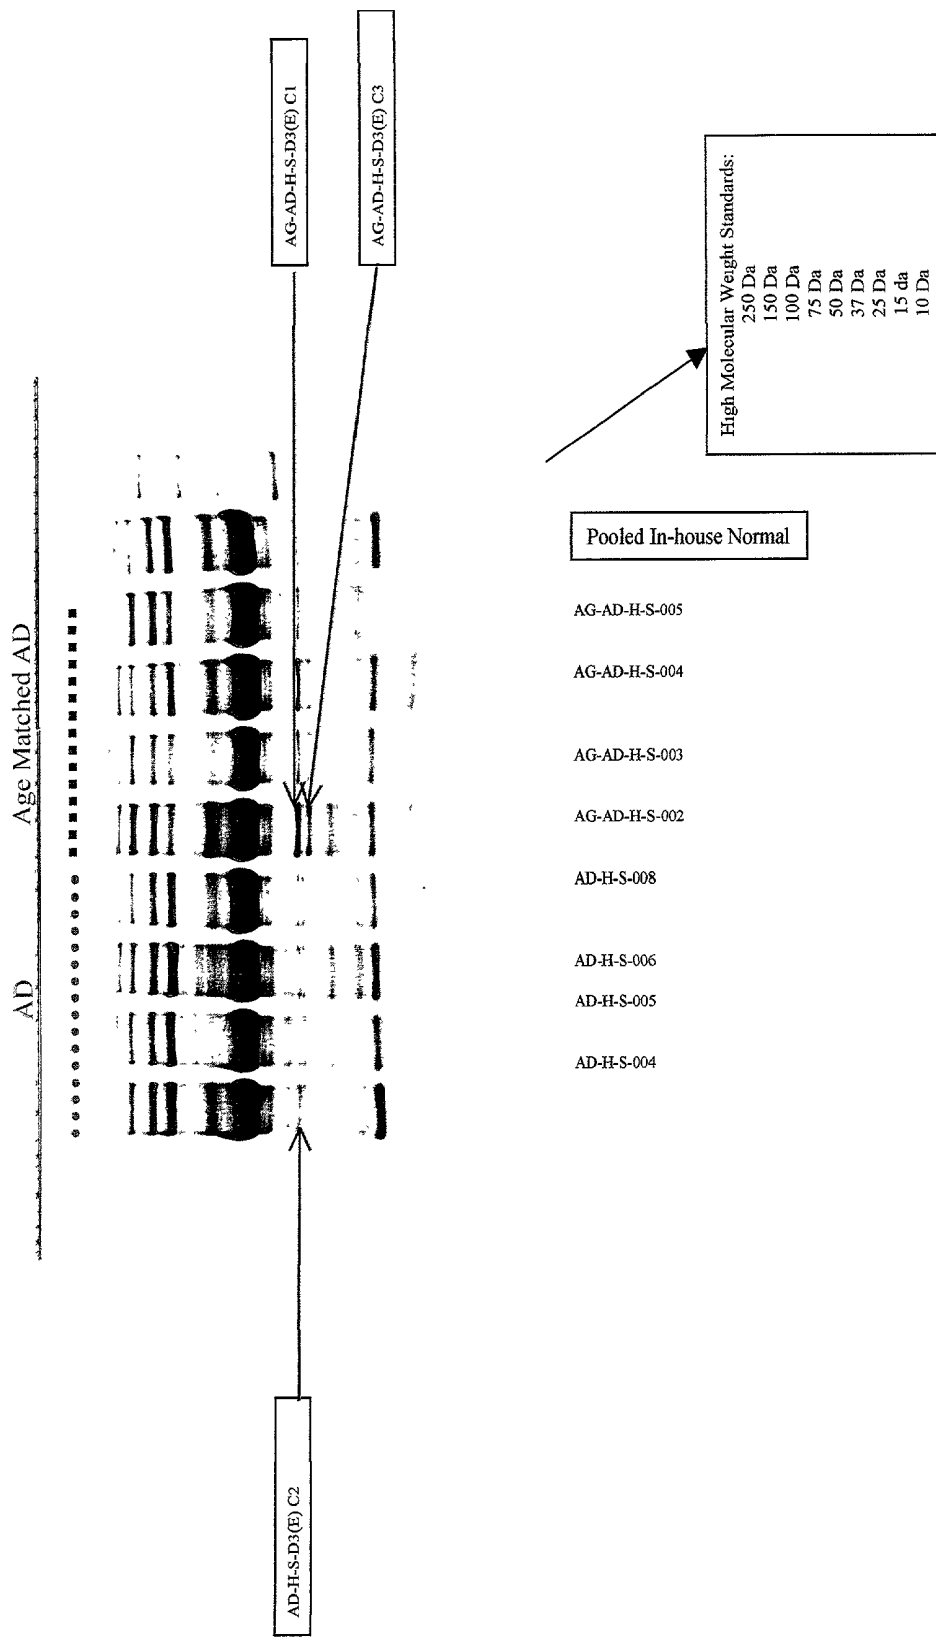 AD
Age Matched AD
AG-AD-H-S-D3(E) C1
AG-AD-H-S-D3(E) C3
AD-H-S-D3(E) C2
Pooled In-house Normal
AG-AD-H-S-005
AG-AD-H-S-004
AG-AD-H-S-003
AG-AD-H-S-002
AD-H-S-008
AD-H-S-006
AD-H-S-005
AD-H-S-004
High Molecular Weight Standards:
250 Da
150 Da
100 Da
75 Da
50 Da
37 Da
25 Da
15 da
10 Da